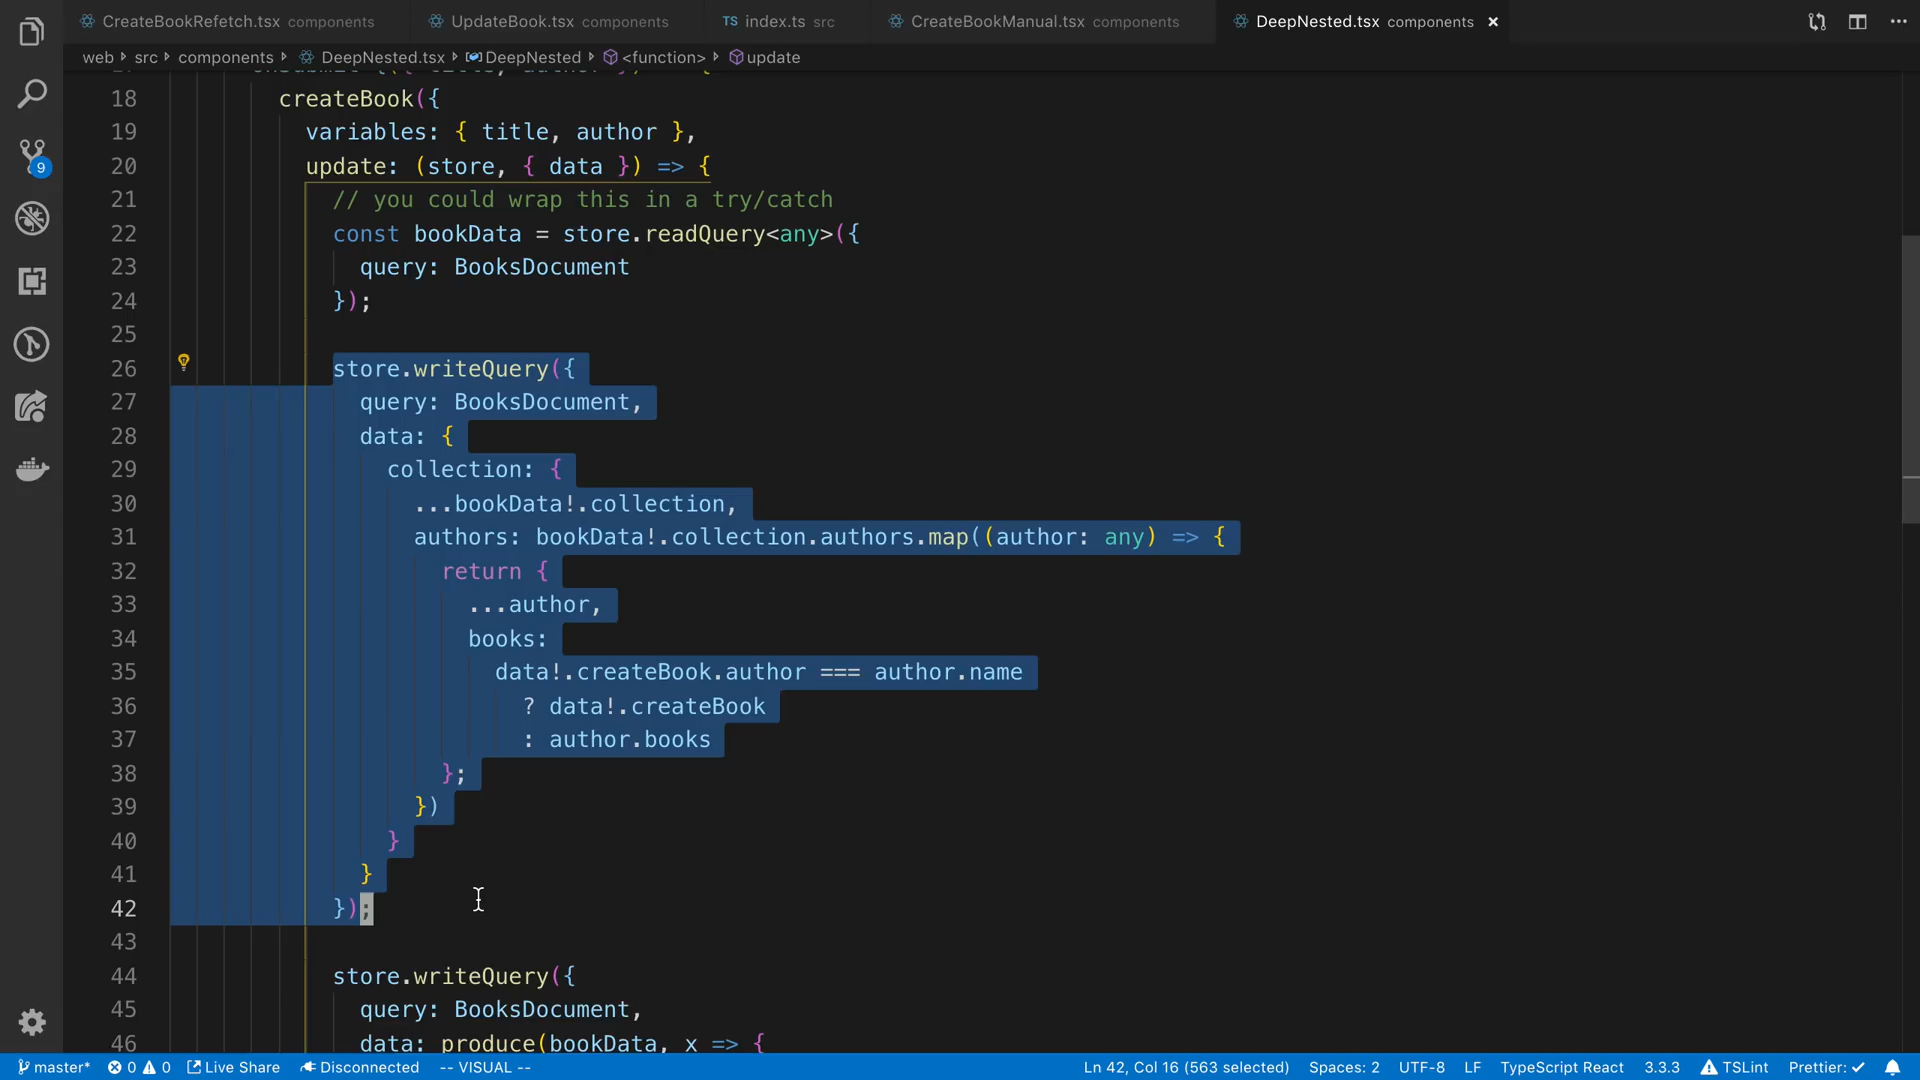 CreateBookRefetch.tsx components
UpdateBook.tsx components
TS index.ts src
CreateBookManual.tsx components
DeepNested.tsx components
web src components DeepNested.tsx DeepNested <function> update
18 createBook({
19 variables: { title, author },
20 update: (store, { data }) => {
21 // you could wrap this in a try/catch
22 const bookData = store.readQuery<any>({
23 query: BooksDocument
24 });
25
26 store.writeQuery({
27 query: BooksDocument,
28 data: {
29 collection: {
30 ...bookData!.collection,
31 authors: bookData!.collection.authors.map((author: any) => {
32 return {
33 ...author,
34 books:
35 data!.createBook.author === author.name
36 ? data!.createBook
37 : author.books
38 };
39 })
40 }
41 }
42 });
43
44 store.writeQuery({
45 query: BooksDocument,
46 data: produce(bookData, x => {
9
master* 0 0 Live Share Disconnected -- VISUAL -- Ln 42, Col 16 (563 selected) Spaces: 2 UTF-8 LF TypeScript React 3.3.3 TSLint Prettier: ✓